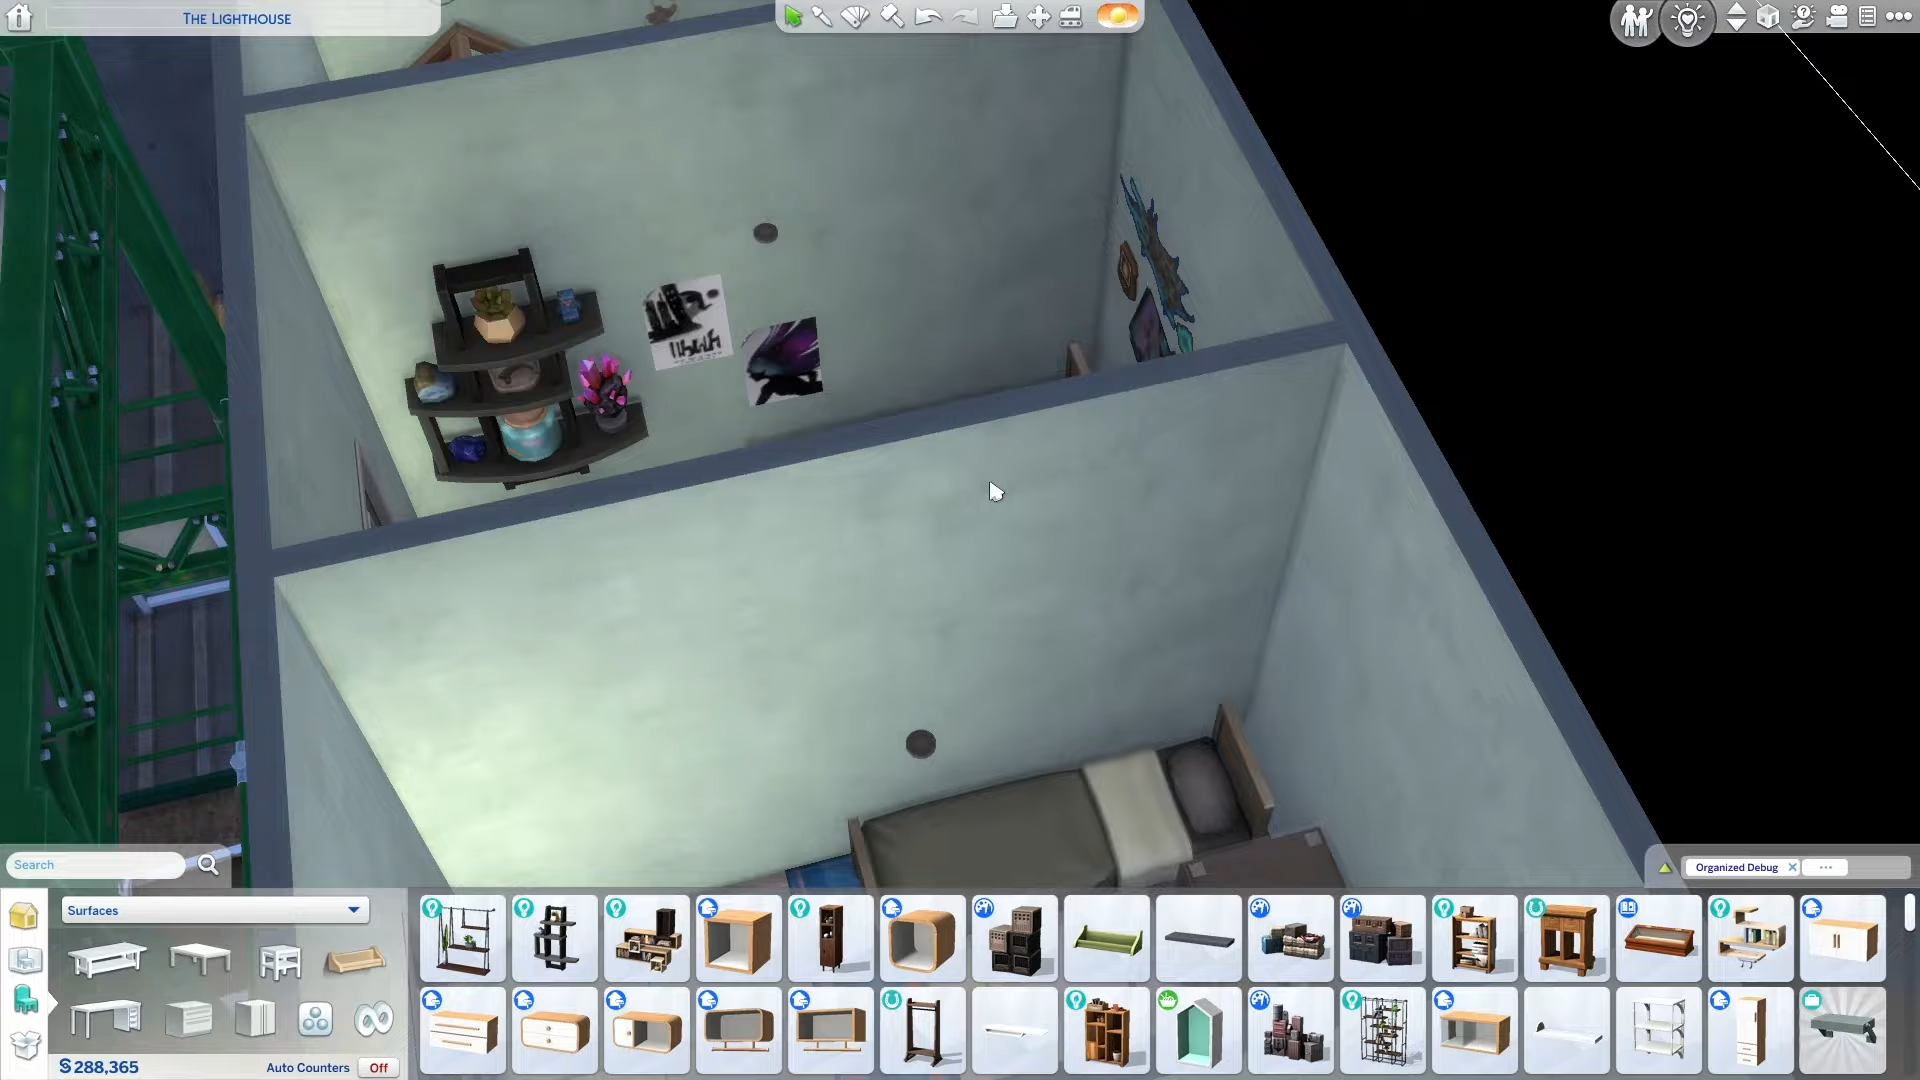 THE LIGHTHOUSE
Search
Organized Debug
Surfaces
§288,365
Auto Counters
Off